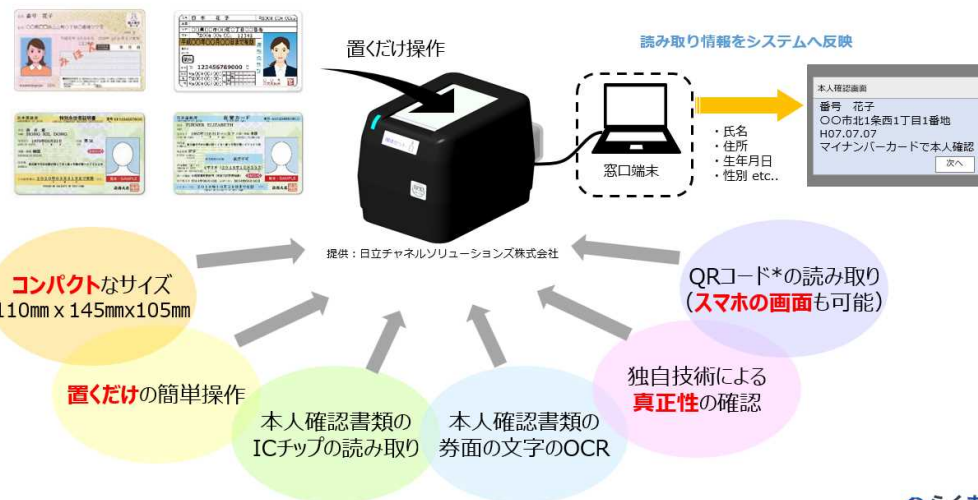 置くだけ操作
読み取り情報をシステムへ反映
本人確認画面
番号 花子
〇〇市北1条西1丁目1番地
H07.07.07
マイナンバーカードで本人確認
次へ
窓口端末
・氏名
・住所
・生年月日
・性別 etc..
提供:日立チャネルソリューションズ株式会社
コンパクトなサイズ
110mm x 145mmx105mm
置くだけの簡単操作
本人確認書類の
ICチップの読み取り
本人確認書類の
券面の文字のOCR
独自技術による
真正性の確認
QRコード*の読み取り
(スマホの画面も可能)